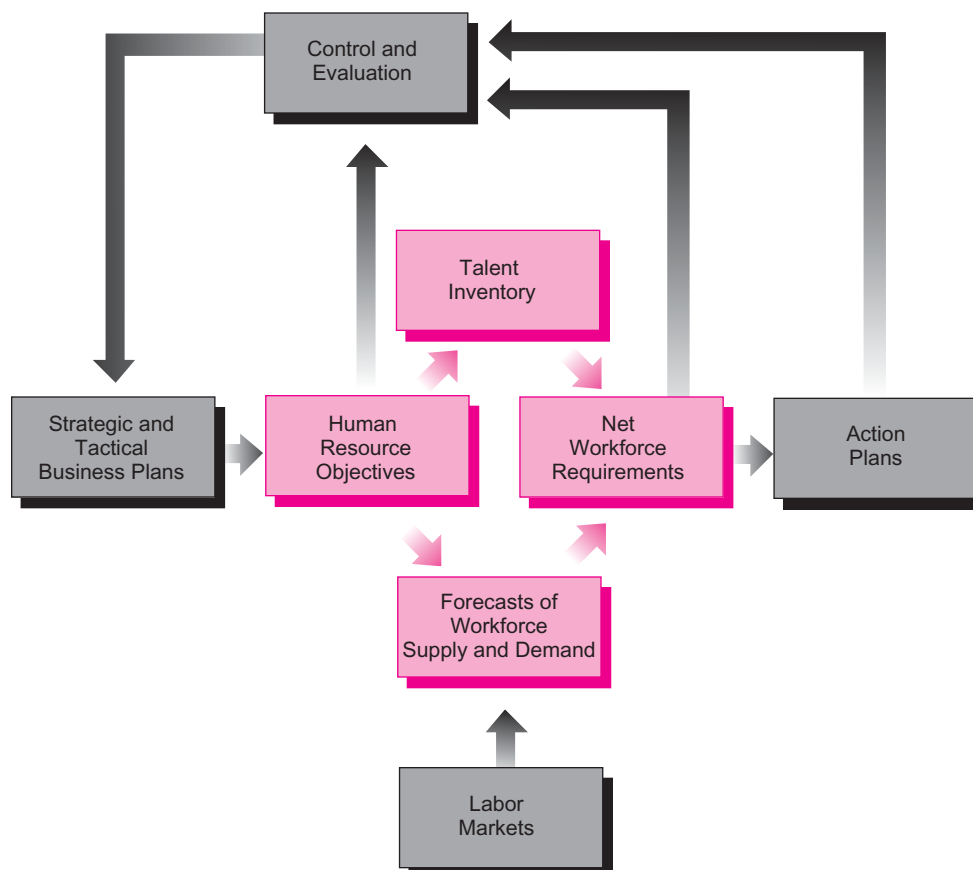 Control and
Evaluation
Talent
Inventory
Strategic and
Tactical
Business Plans
Human
Resource
Objectives
Net
Workforce
Requirements
Action
Plans
Forecasts of
Workforce
Supply and Demand
Labor
Markets